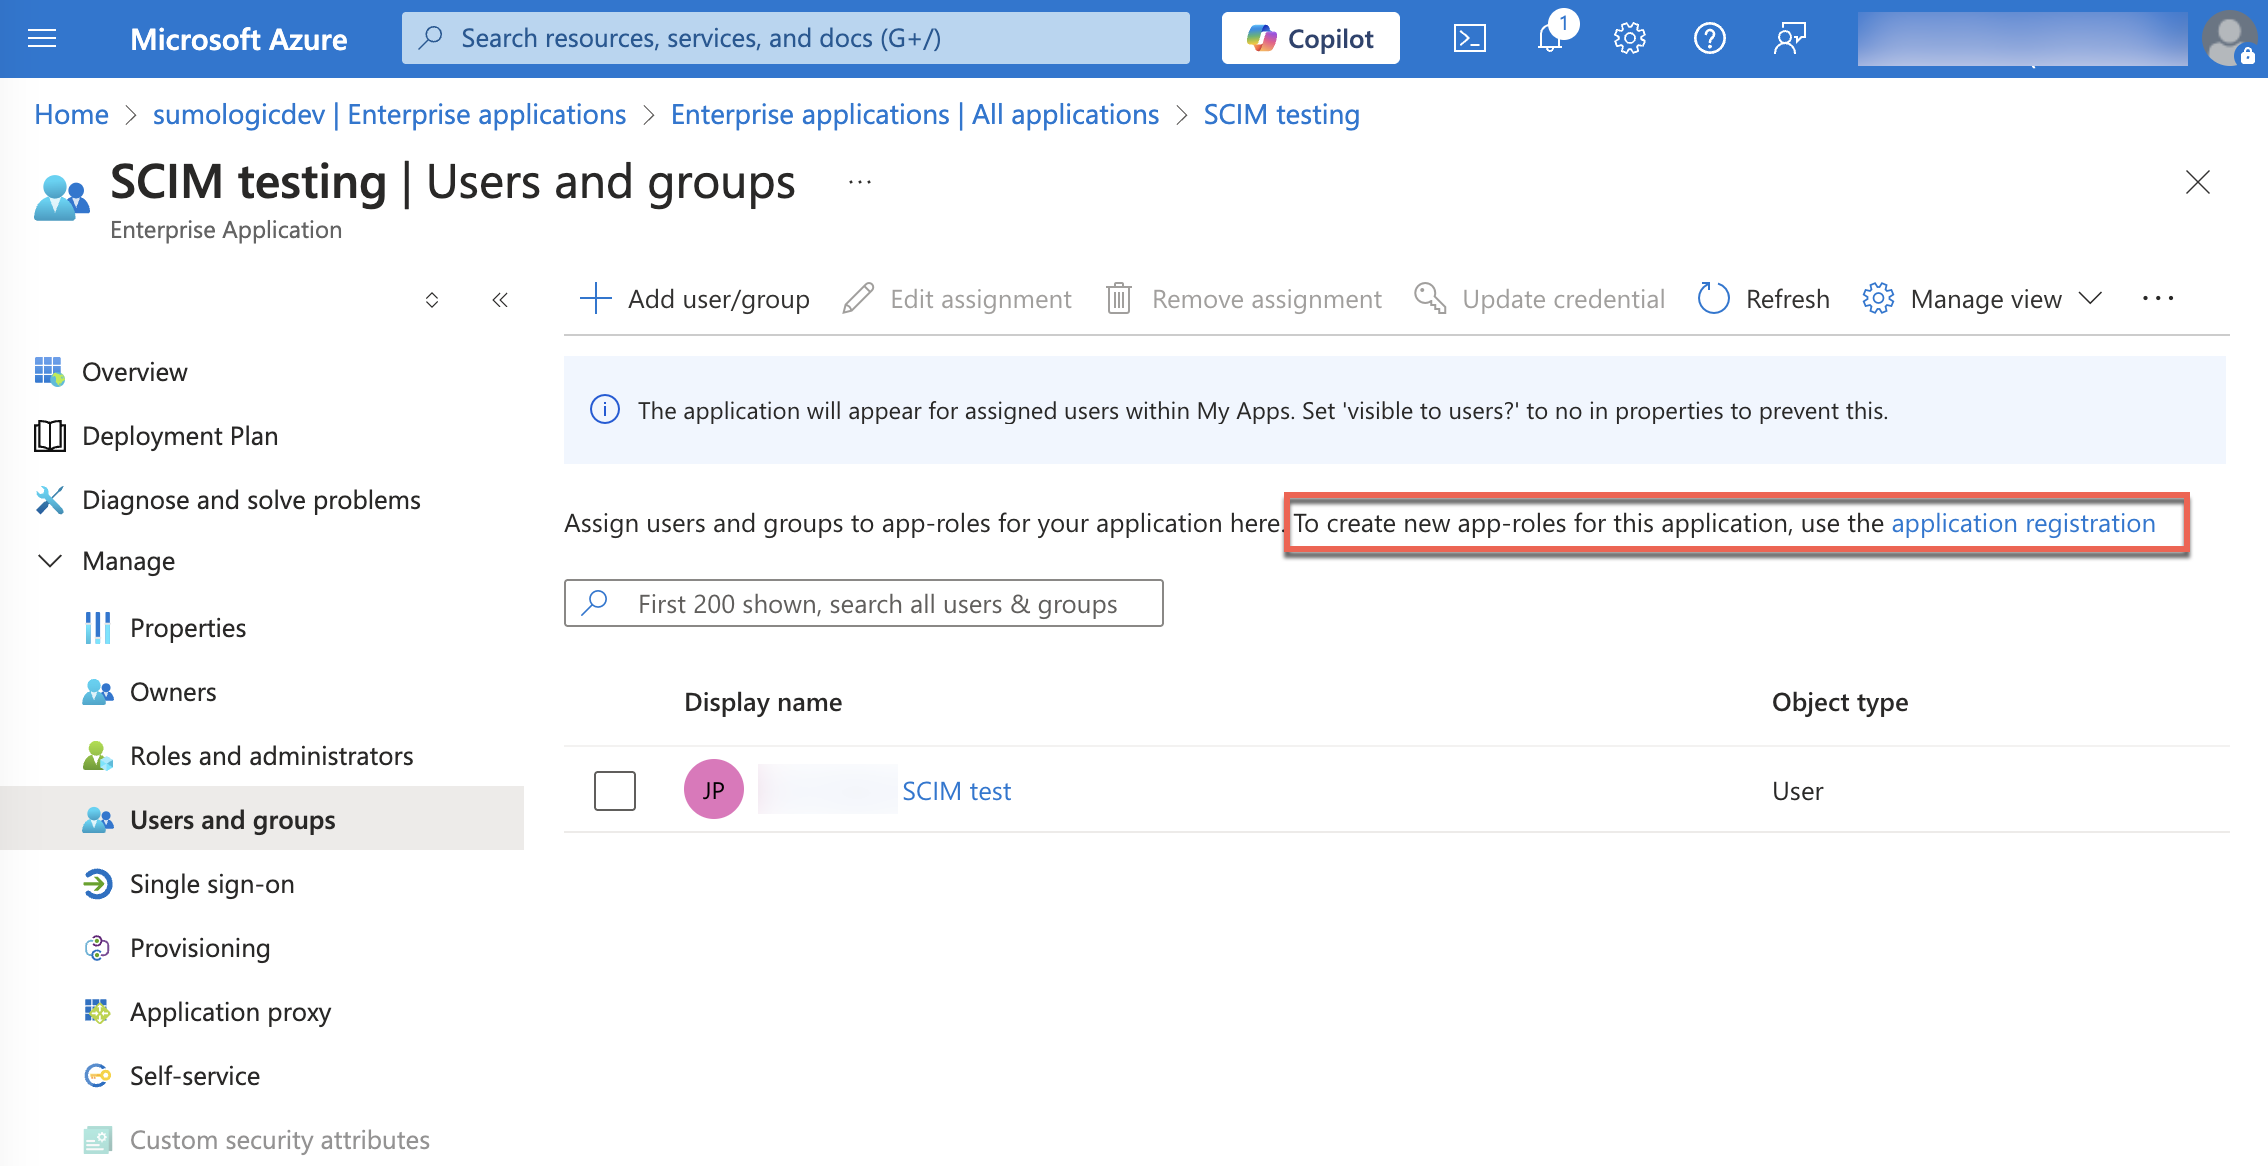 Microsoft Azure
Search resources, services, and docs (G+/)
Copilot
1
Home > sumologicdev | Enterprise applications > Enterprise applications | All applications > SCIM testing
SCIM testing | Users and groups ...
Enterprise Application
Add user/group
Edit assignment
Remove assignment
Update credential
Refresh
Manage view
The application will appear for assigned users within My Apps. Set 'visible to users?' to no in properties to prevent this.
Assign users and groups to app-roles for your application here. To create new app-roles for this application, use the application registration
First 200 shown, search all users & groups
Display name
Object type
JP
SCIM test
User
Overview
Deployment Plan
Diagnose and solve problems
Manage
Properties
Owners
Roles and administrators
Users and groups
Single sign-on
Provisioning
Application proxy
Self-service
Custom security attributes